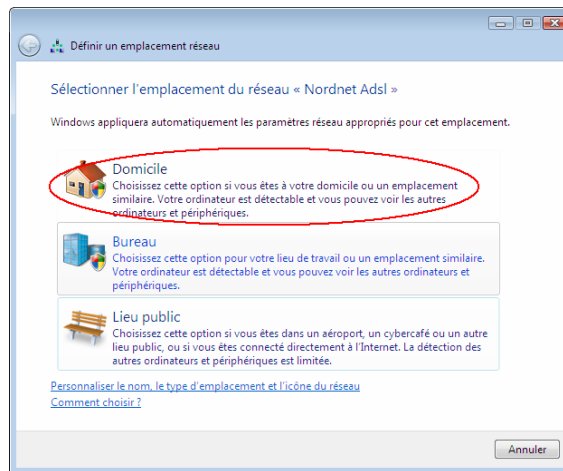 Définir un emplacement réseau
Sélectionner l'emplacement du réseau « Nordnet Adsl »
Windows appliquera automatiquement les paramètres réseau appropriés pour cet emplacement.
Domicile
Choisissez cette option si vous êtes à votre domicile ou un emplacement
similaire. Votre ordinateur est détectable et vous pouvez voir les autres
ordinateurs et périphériques.
Bureau
Choisissez cette option pour votre lieu de travail ou un emplacement similaire.
Votre ordinateur est détectable et vous pouvez voir les autres ordinateurs et
périphériques.
Lieu public
Choisissez cette option si vous êtes dans un aéroport, un cybercafé ou un autre
lieu public, ou si vous êtes connecté directement à l'Internet. La détection des
autres ordinateurs et périphériques est limitée.
Personnaliser le nom, le type d'emplacement et l'icône du réseau
Comment choisir ?
Annuler